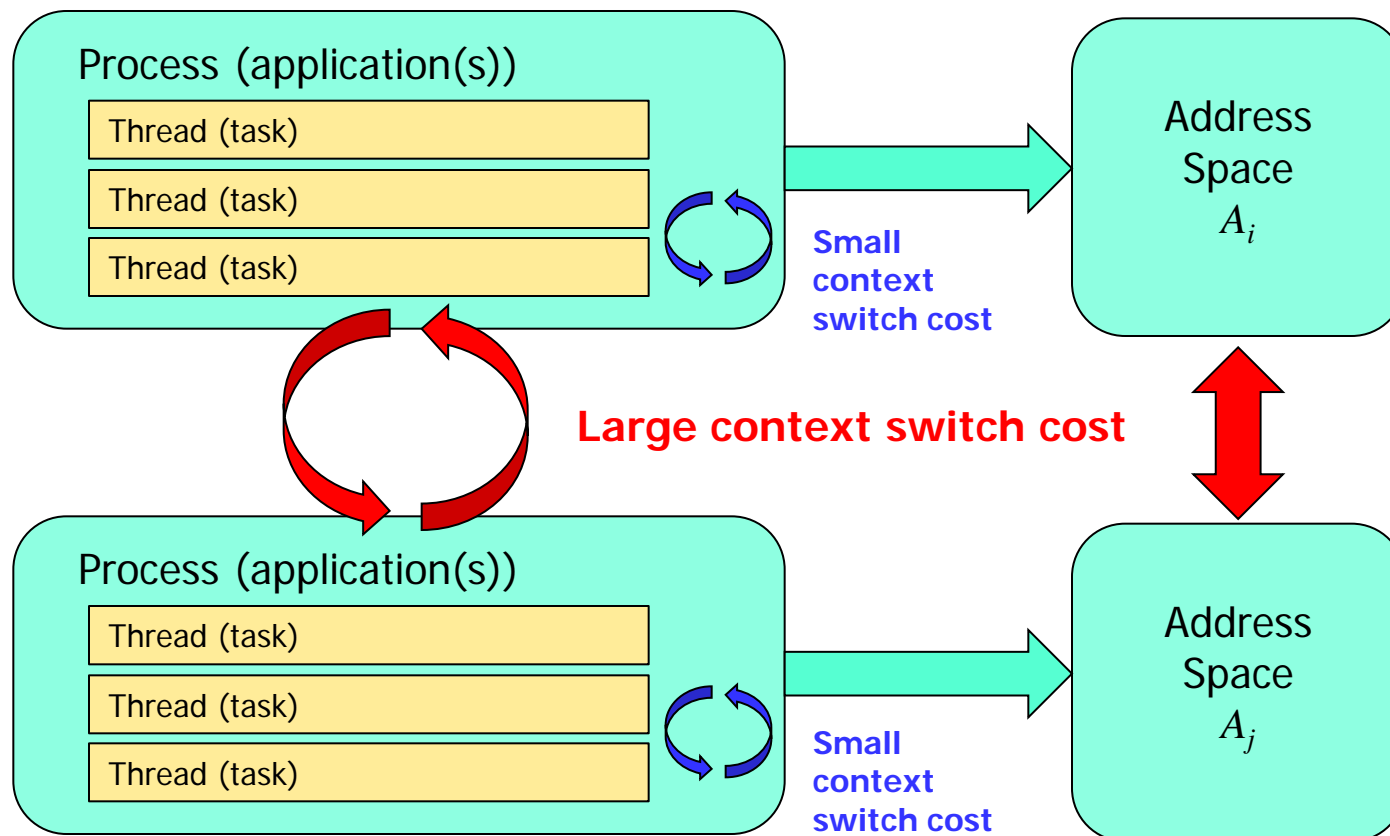 Process (application(s))
Thread (task)
Thread (task)
Thread (task)
Small
context
switch cost
Address
Space
A_i
Large context switch cost
Process (application(s))
Thread (task)
Thread (task)
Thread (task)
Small
context
switch cost
Address
Space
A_j